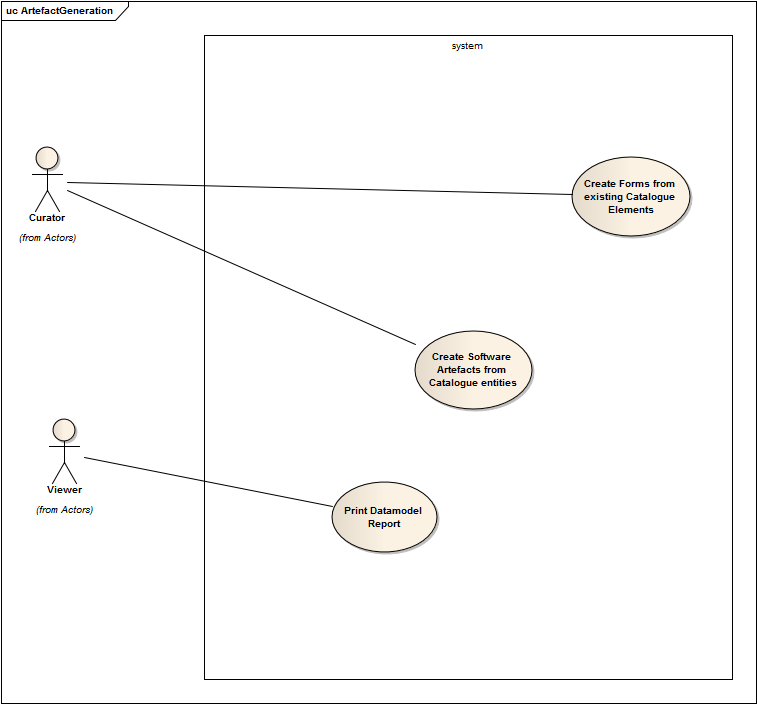 uc ArtefactGeneration
system
Create Forms from
existing Catalogue
Elements
Curator
(from Actors)
Create Software
Artefacts from
Catalogue entities
Viewer
(from Actors)
Print Datamodel
Report